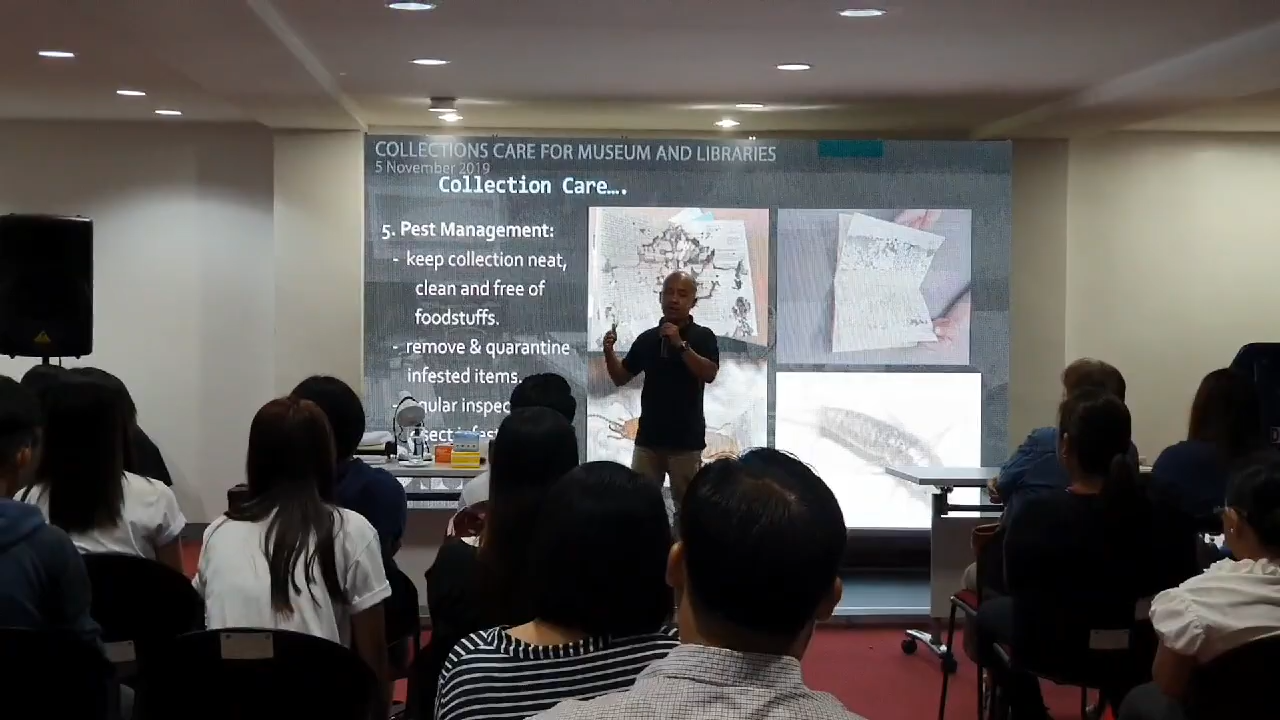 COLLECTIONS CARE FOR MUSEUM AND LIBRARIES
5 November 2019
Collection Care….
5. Pest Management:
- keep collection neat,
clean and free of
foodstuffs.
- remove & quarantine
infested items.